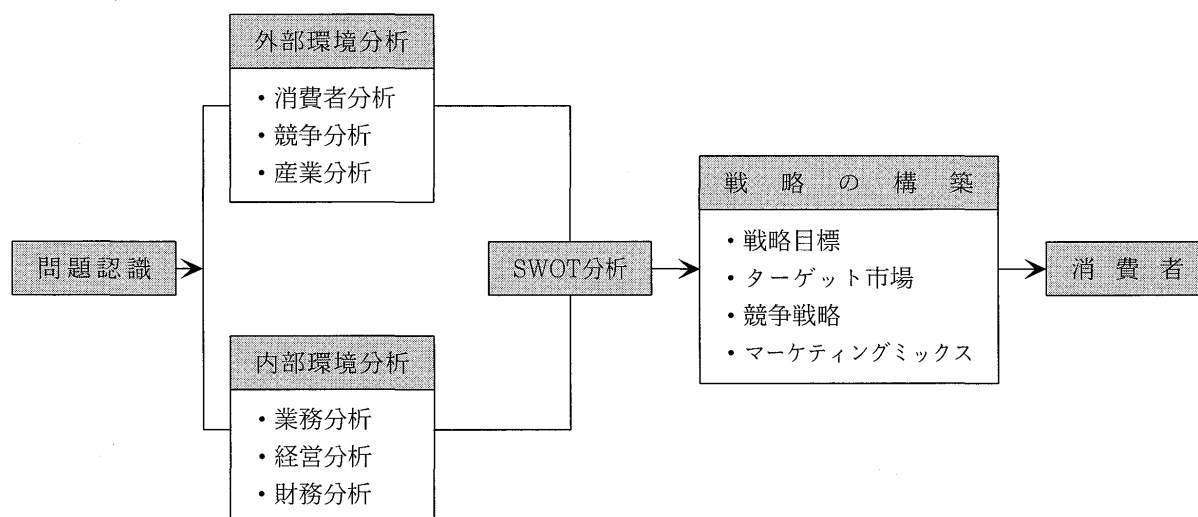 外部環境分析
・消費者分析
・競争分析
・産業分析
問題認識
SWOT分析
戦略の構築
・戦略目標
・ターゲット市場
・競争戦略
・マーケティングミックス
消費者
内部環境分析
・業務分析
・経営分析
・財務分析